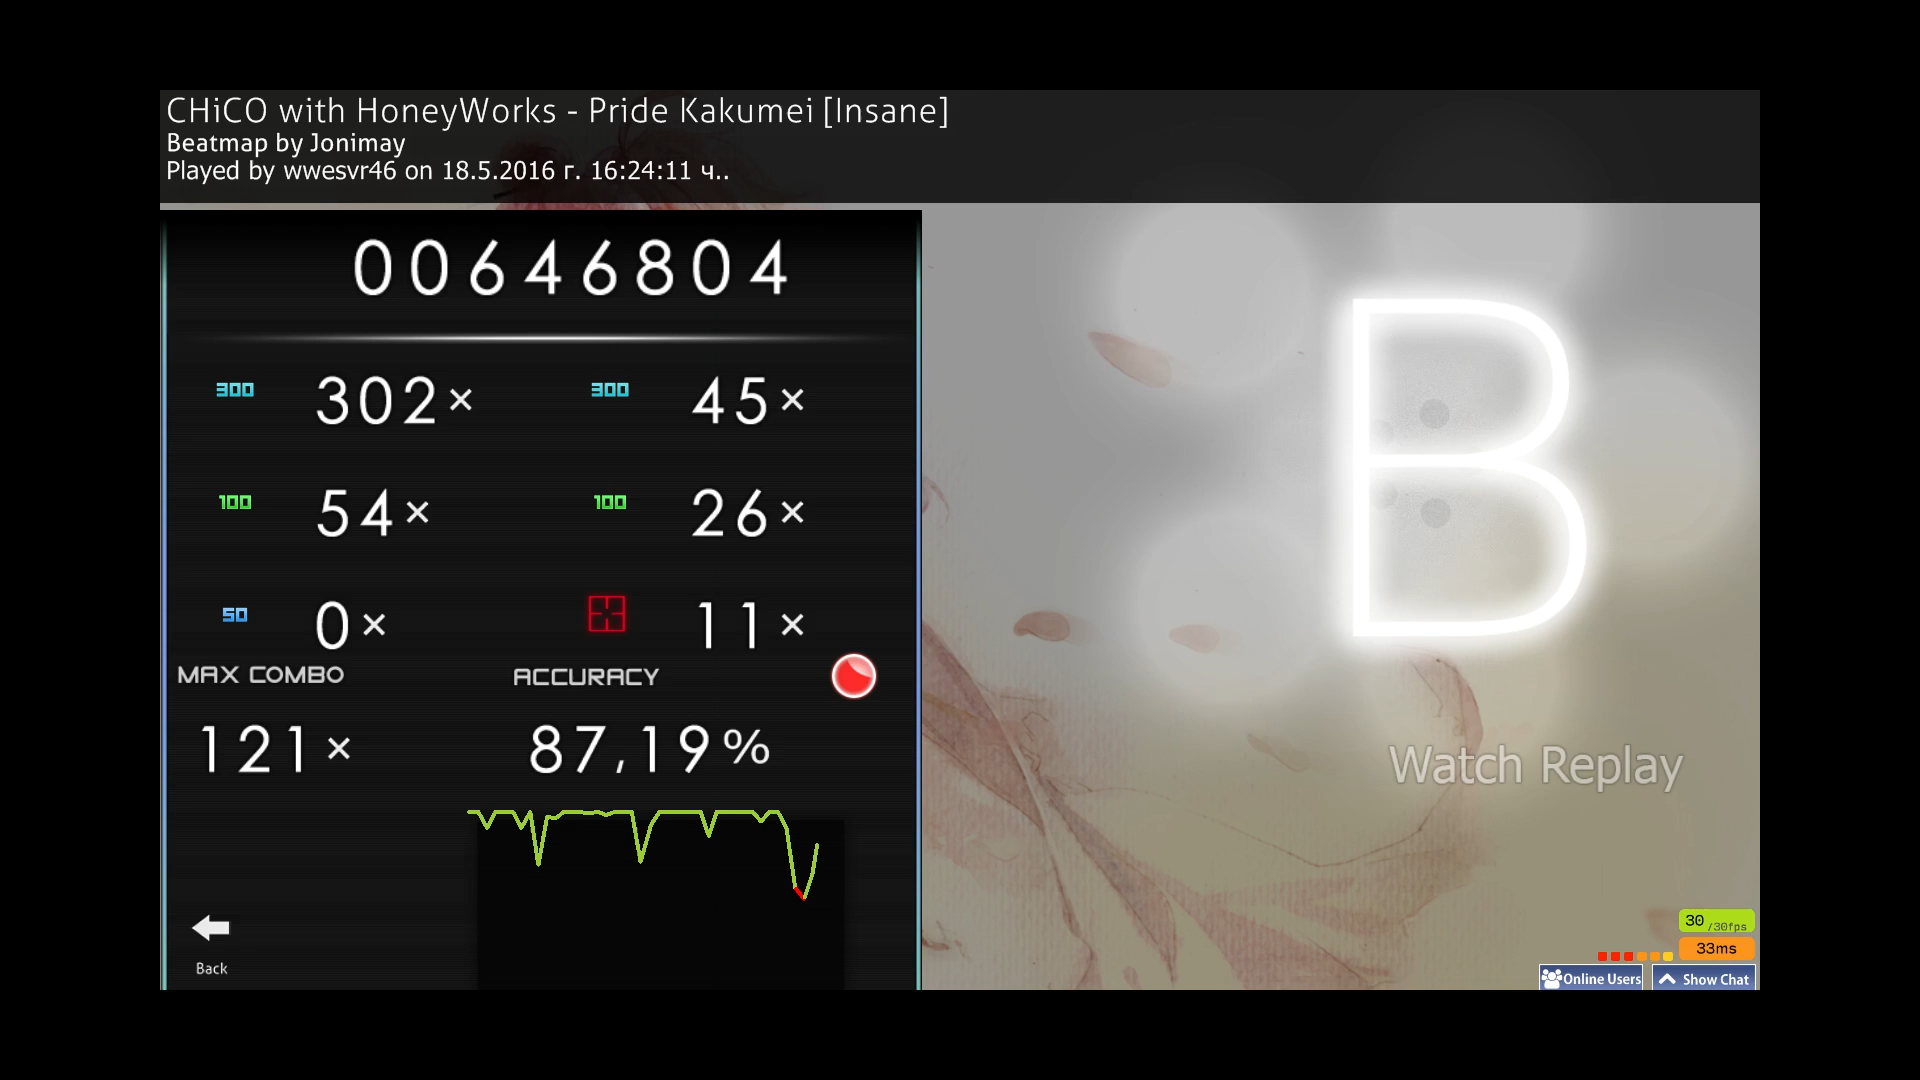 CHiCO with HoneyWorks - Pride Kakumei [Insane]
Beatmap by Jonimay
Played by wwesvr46 on 18.5.2016 г. 16:24:11 ч..
00646804
300 302× 300 45×
100 54× 100 26×
50 0× 11×
MAX COMBO ACCURACY
121× 87,19%
B
Watch Replay
Back
30 /30fps
33ms
Online Users Show Chat